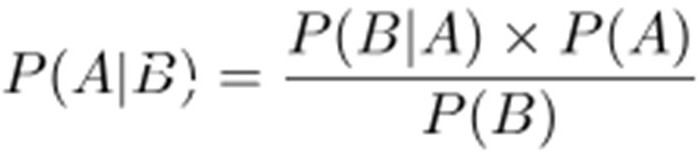 P(A|B) = P(B|A) × P(A) / P(B)